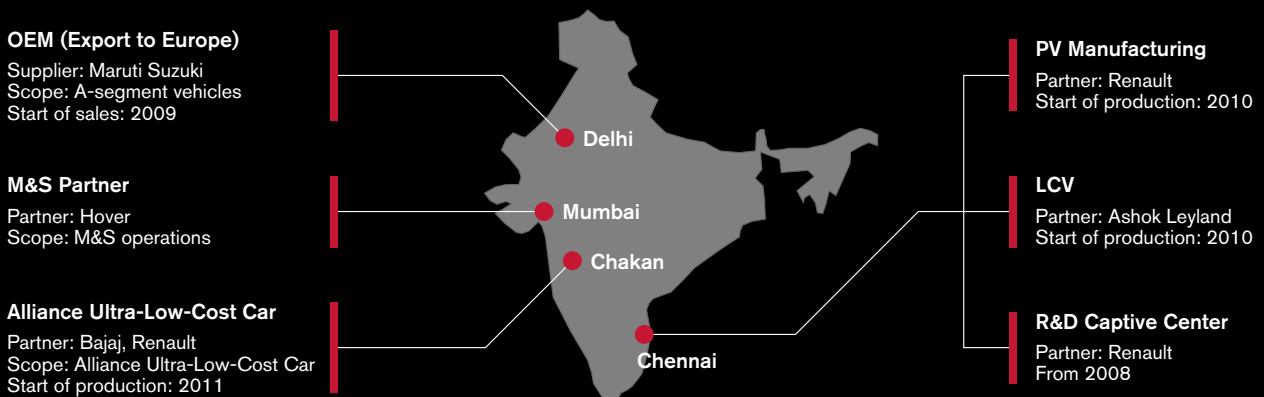 OEM (Export to Europe)
Supplier: Maruti Suzuki
Scope: A-segment vehicles
Start of sales: 2009
M&S Partner
Partner: Hover
Scope: M&S operations
Alliance Ultra-Low-Cost Car
Partner: Bajaj, Renault
Scope: Alliance Ultra-Low-Cost Car
Start of production: 2011
Delhi
Mumbai
Chakan
Chennai
PV Manufacturing
Partner: Renault
Start of production: 2010
LCV
Partner: Ashok Leyland
Start of production: 2010
R&D Captive Center
Partner: Renault
From 2008